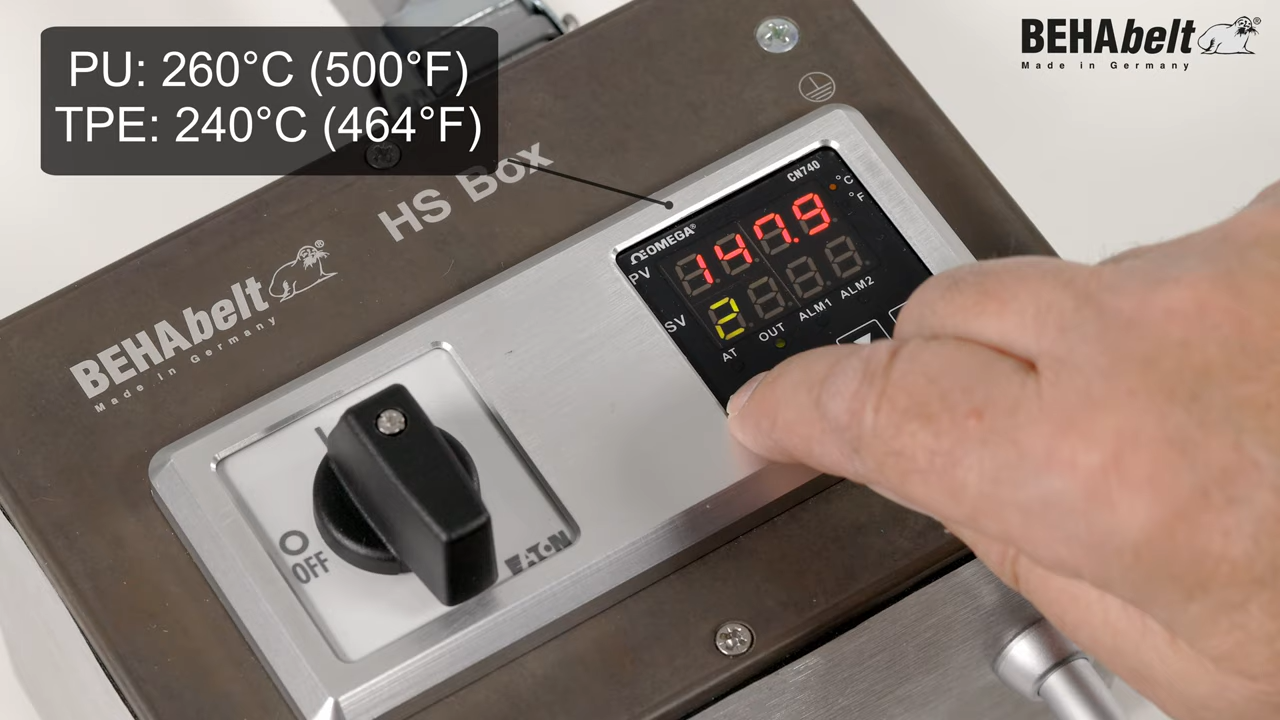 PU: 260°C (500°F)
TPE: 240°C (464°F)
BEHAbelt®
Made in Germany
HS Box
BEHAbelt®
Made in Germany
OMEGA®
CN740
PV
147.9
°C
°F
SV
2
AT
OUT
ALM1
ALM2
I
O
OFF
EATON